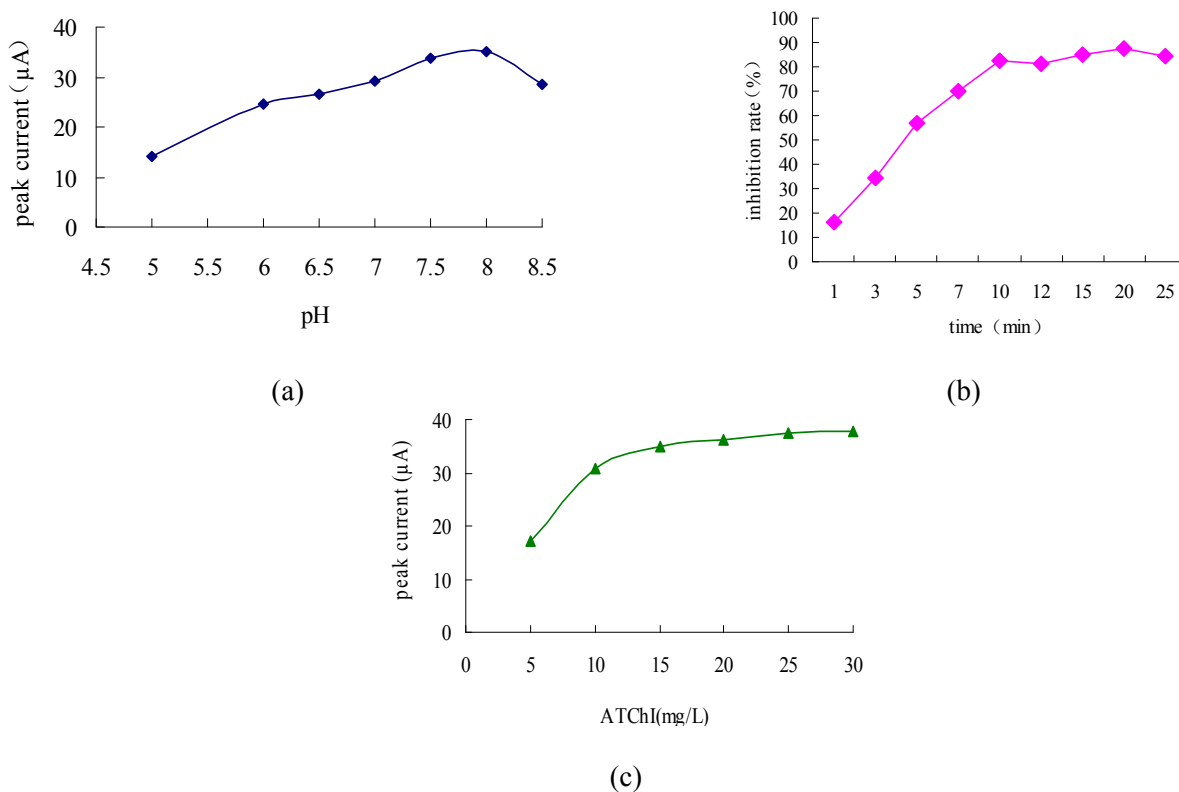 40
30
20
10
0
peak current（μA）
4.5 5 5.5 6 6.5 7 7.5 8 8.5
pH
(a)
100
90
80
70
60
50
40
30
20
10
0
inhibition rate（%）
1 3 5 7 10 12 15 20 25
time（min）
(b)
40
30
20
10
0
peak current (μA)
0 5 10 15 20 25 30
ATChI(mg/L)
(c)